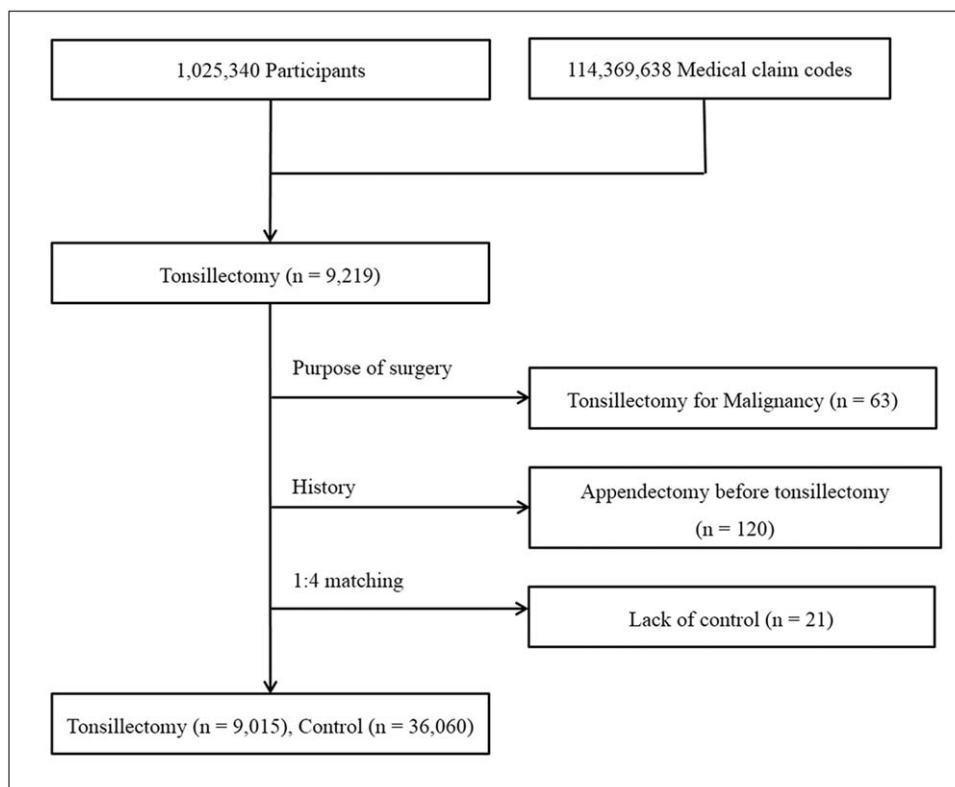 1,025,340 Participants
114,369,638 Medical claim codes
Tonsillectomy (n = 9,219)
Purpose of surgery
Tonsillectomy for Malignancy (n = 63)
History
Appendectomy before tonsillectomy
(n = 120)
1:4 matching
Lack of control (n = 21)
Tonsillectomy (n = 9,015), Control (n = 36,060)